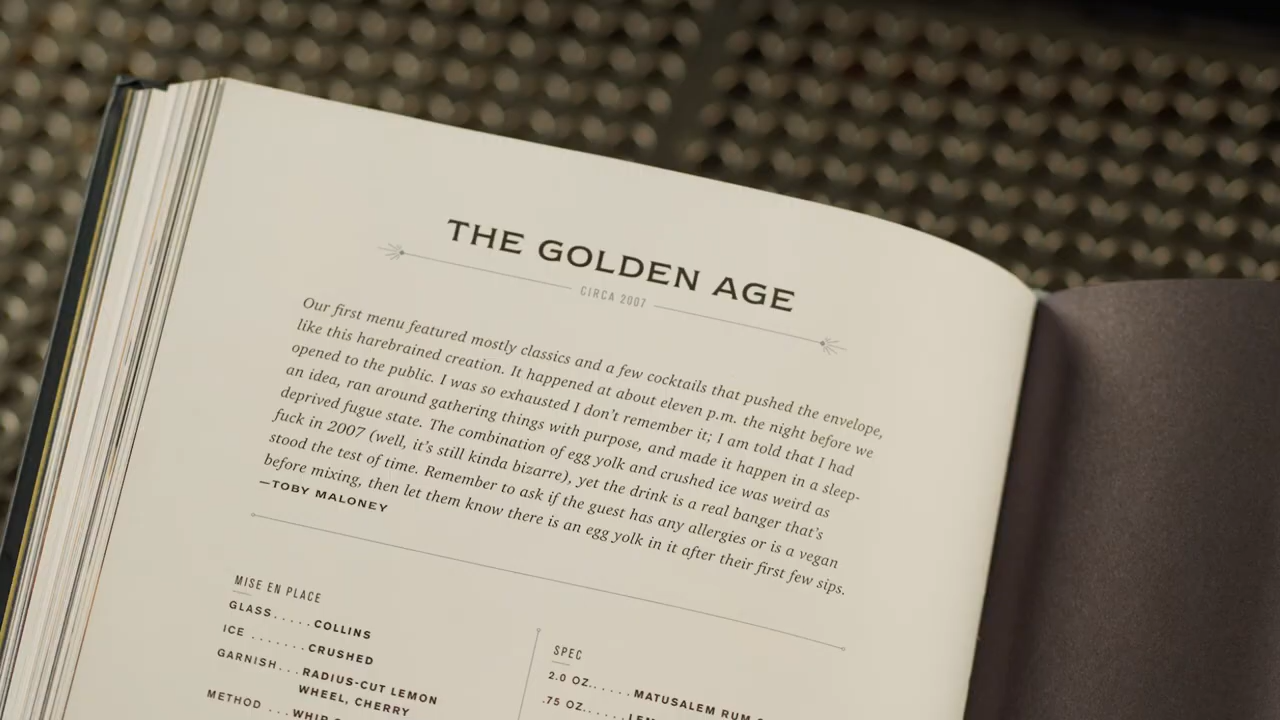 THE GOLDEN AGE
CIRCA 2007
Our first menu featured mostly classics and a few cocktails that pushed the envelope,
like this harebrained creation. It happened at about eleven p.m. the night before we
opened to the public. I was so exhausted I don't remember it; I am told that I had
an idea, ran around gathering things with purpose, and made it happen in a sleep-
deprived fugue state. The combination of egg yolk and crushed ice was weird as
fuck in 2007 (well, it's still kinda bizarre), yet the drink is a real banger that's
stood the test of time. Remember to ask if the guest has any allergies or is a vegan
before mixing, then let them know there is an egg yolk in it after their first few sips.
—TOBY MALONEY
MISE EN PLACE
GLASS.....COLLINS
ICE.......CRUSHED
GARNISH...RADIUS-CUT LEMON
WHEEL, CHERRY
METHOD...WHIP
SPEC
2.0 OZ......MATUSALEM RUM
.75 OZ......